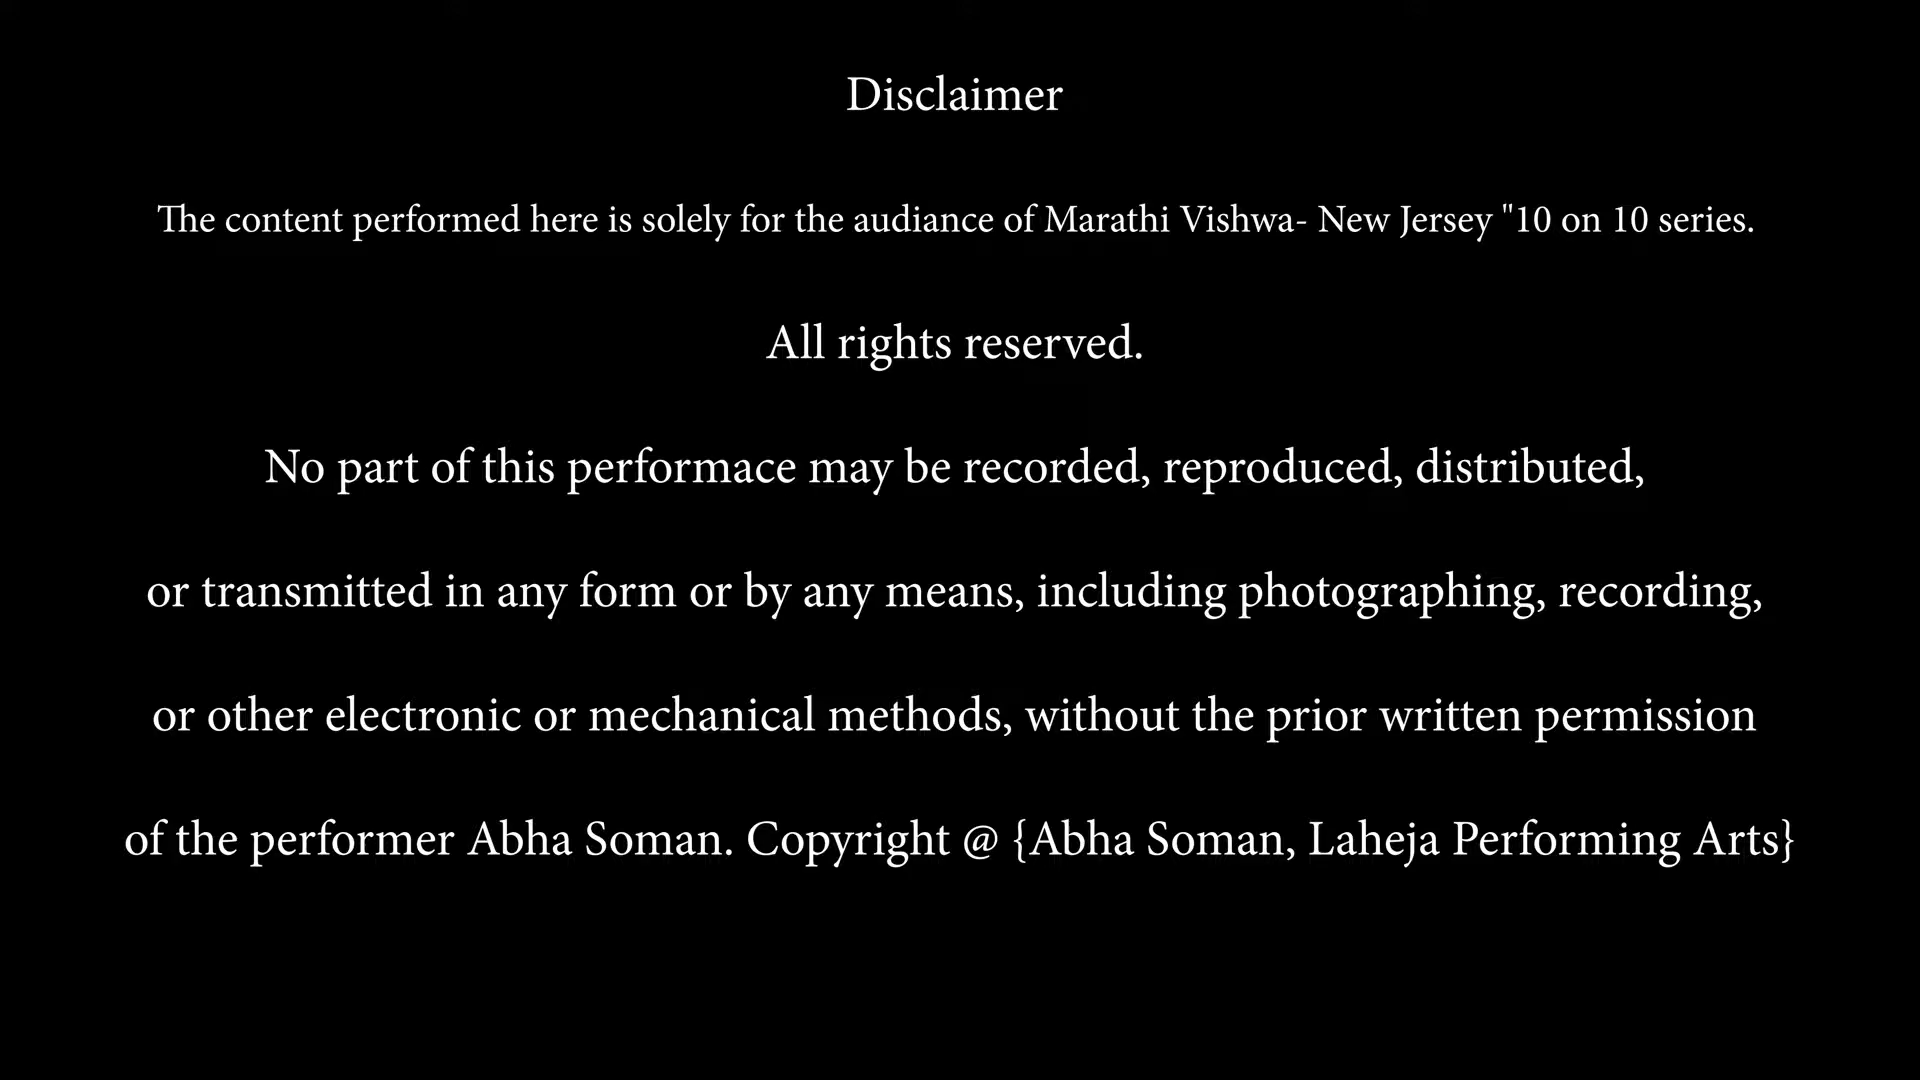 Disclaimer
The content performed here is solely for the audiance of Marathi Vishwa- New Jersey "10 on 10 series.
All rights reserved.
No part of this performace may be recorded, reproduced, distributed,
or transmitted in any form or by any means, including photographing, recording,
or other electronic or mechanical methods, without the prior written permission
of the performer Abha Soman. Copyright @ {Abha Soman, Laheja Performing Arts}